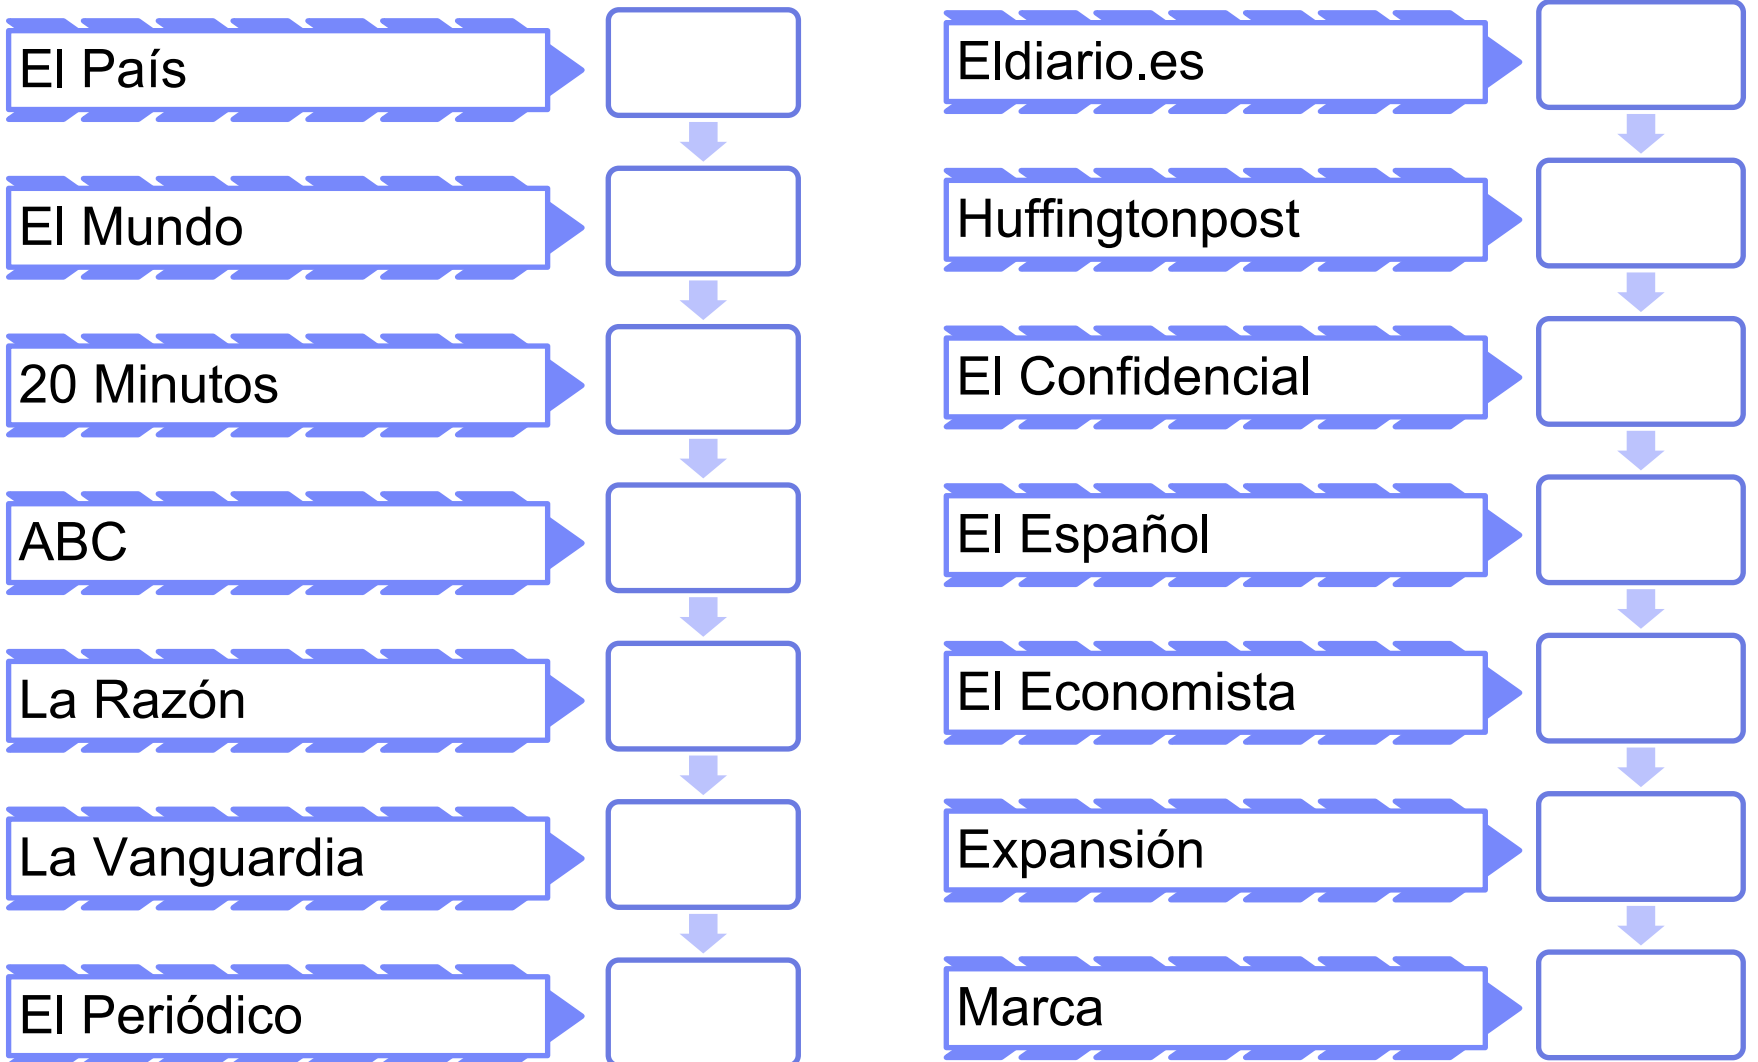 El País
El Mundo
20 Minutos
ABC
La Razón
La Vanguardia
El Periódico
Eldiario.es
Huffingtonpost
El Confidencial
El Español
El Economista
Expansión
Marca